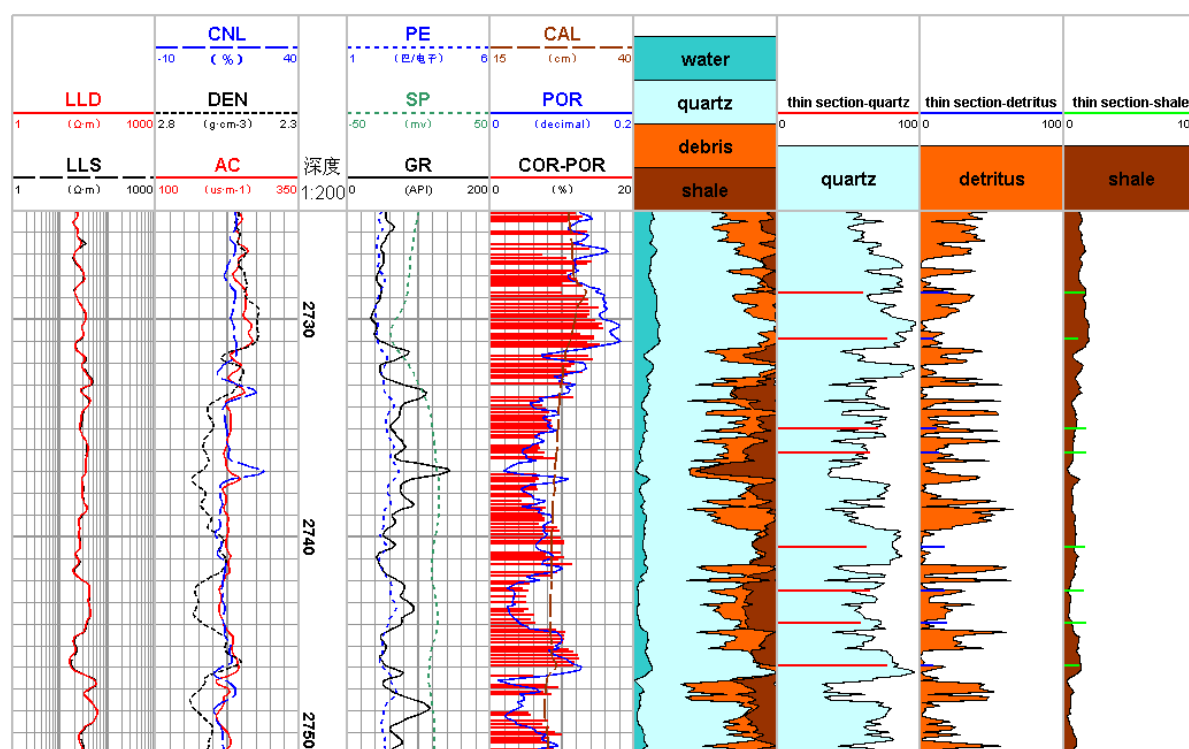 CNL
-10 (%) 40
PE
1 (巴/电子) 6
CAL
15 (cm) 40
water
LLD
1 (Ω·m) 1000
DEN
2.8 (g·cm-3) 2.3
SP
-50 (mv) 50
POR
0 (decimal) 0.2
quartz
thin section-quartz
0 100
thin section-detritus
0 100
thin section-shale
0 10
debris
LLS
1 (Ω·m) 1000
AC
100 (us·m-1) 350
深度
1:200
GR
0 (API) 200
COR-POR
0 (%) 20
shale
quartz
detritus
shale
2730
2740
2750